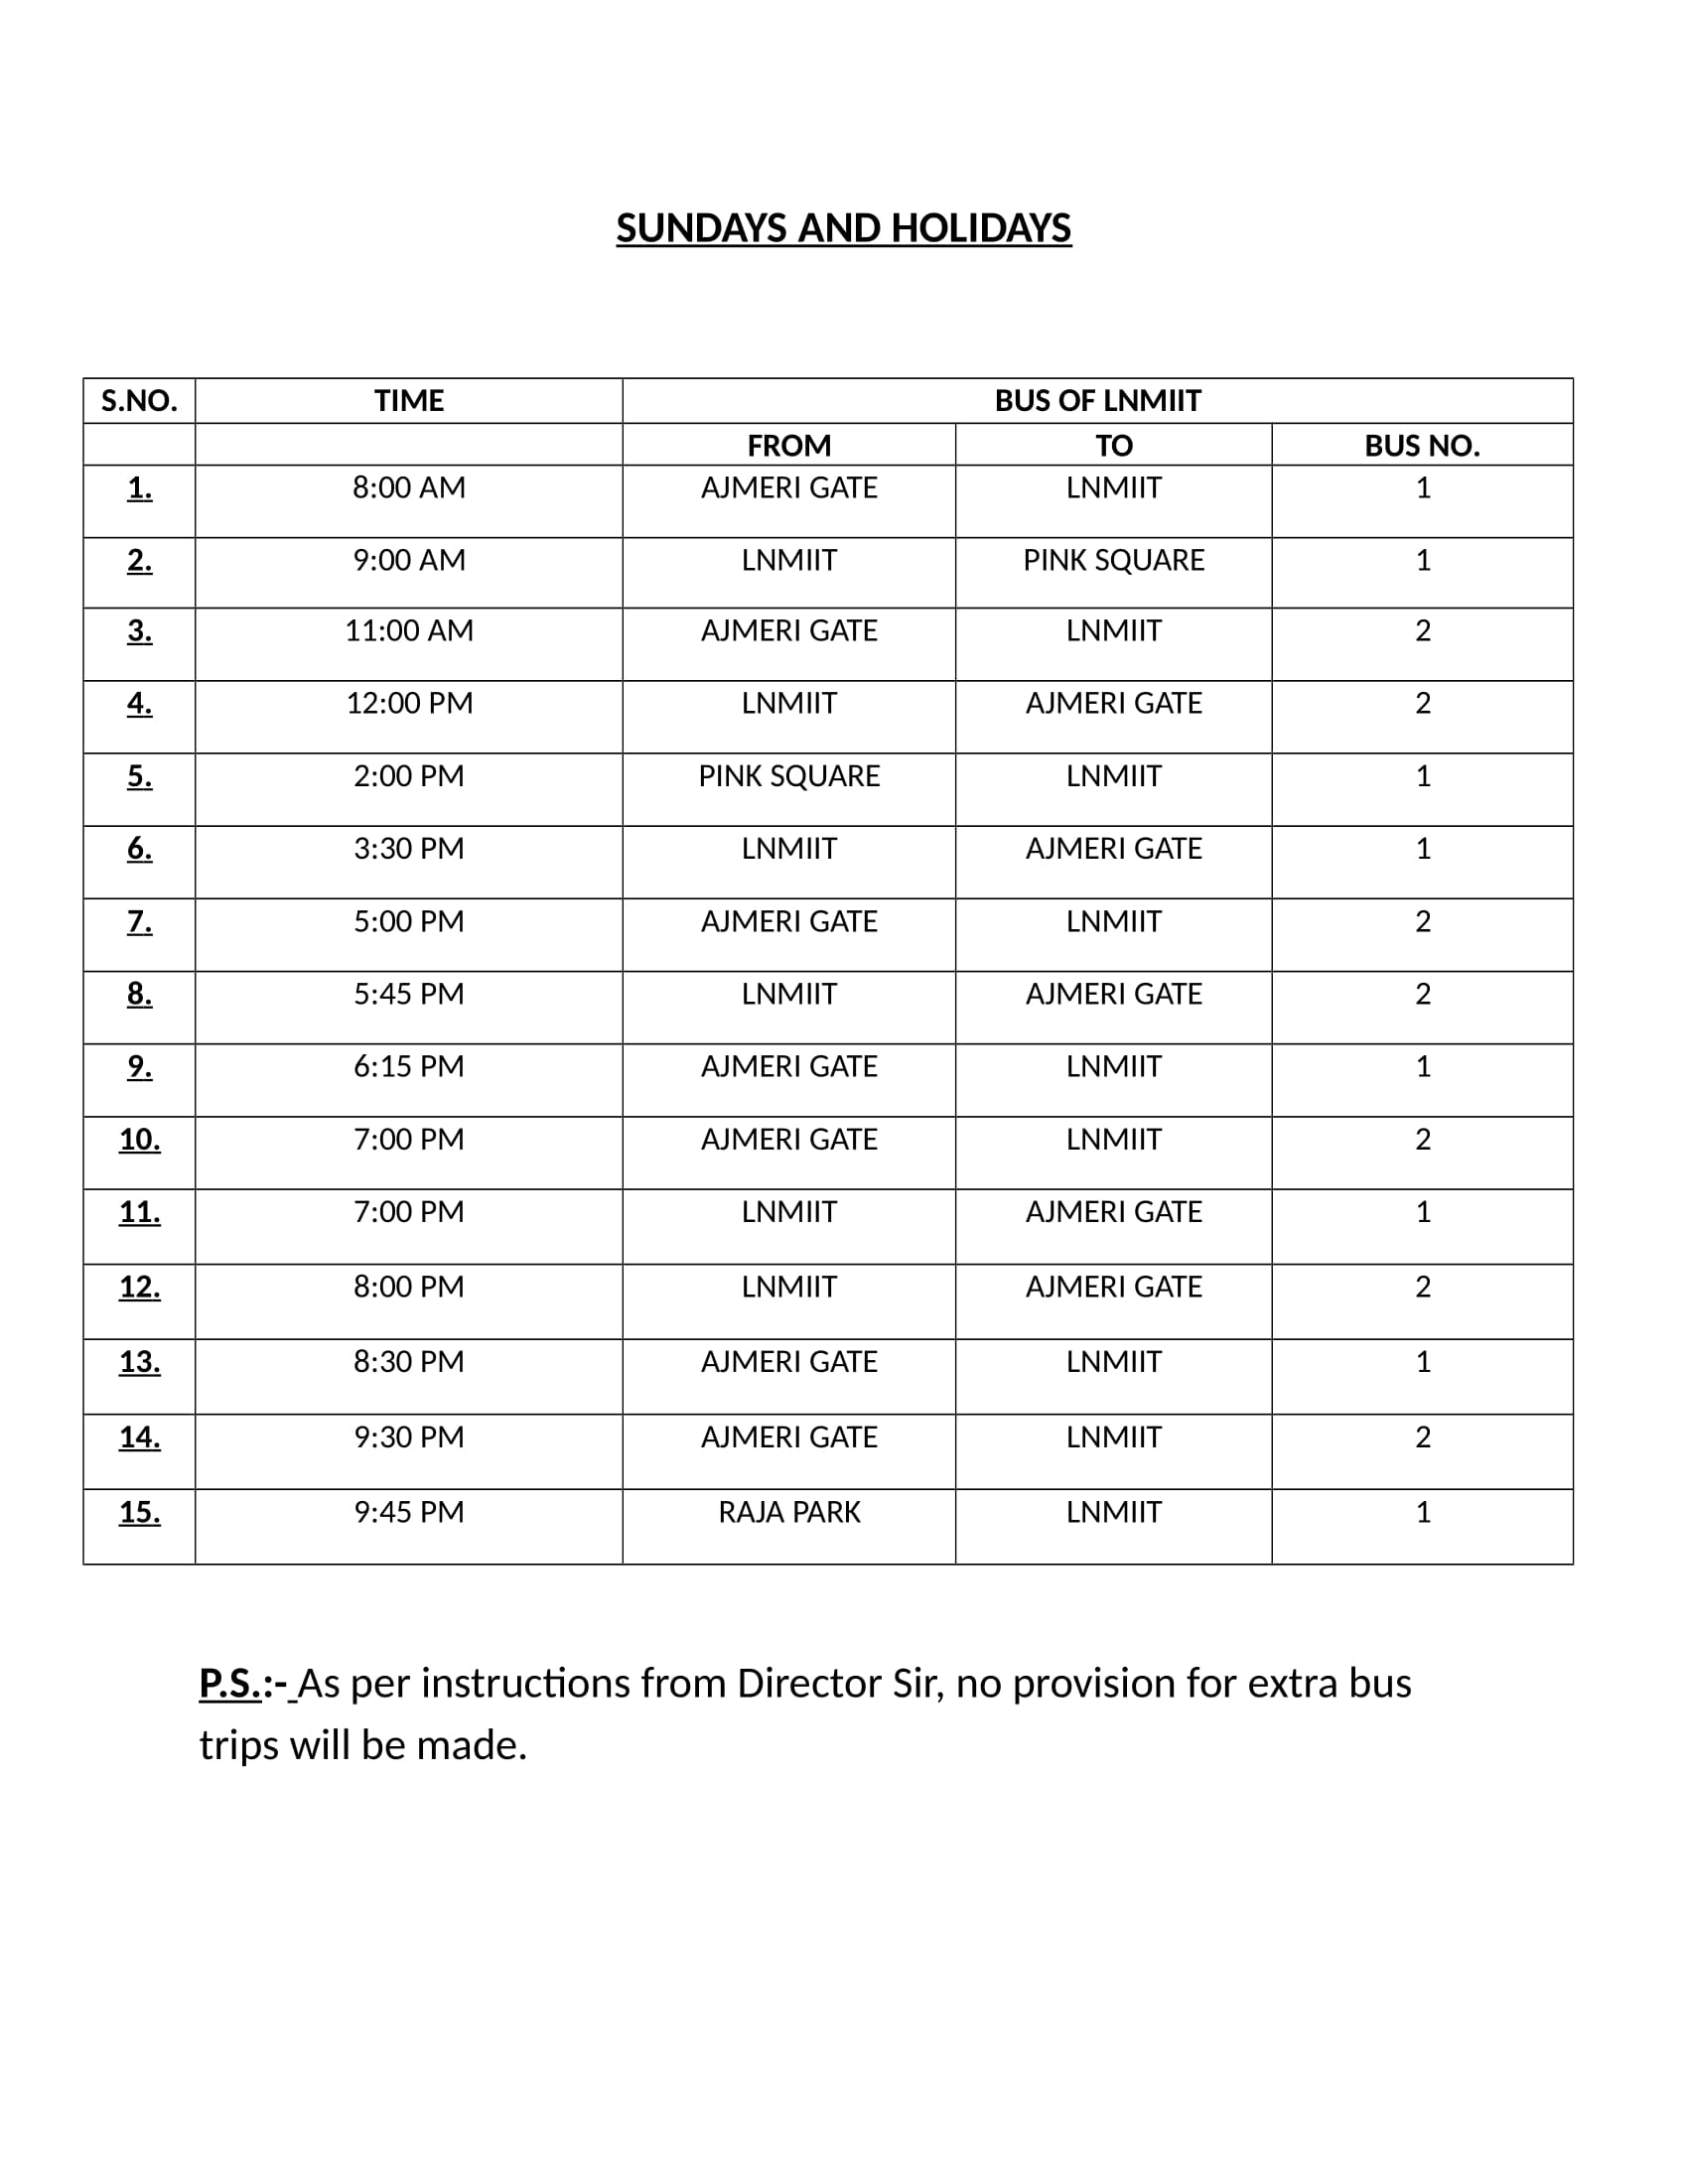 SUNDAYS AND HOLIDAYS
S.NO. TIME BUS OF LNMIIT
FROM TO BUS NO.
1. 8:00 AM AJMERI GATE LNMIIT 1
2. 9:00 AM LNMIIT PINK SQUARE 1
3. 11:00 AM AJMERI GATE LNMIIT 2
4. 12:00 PM LNMIIT AJMERI GATE 2
5. 2:00 PM PINK SQUARE LNMIIT 1
6. 3:30 PM LNMIIT AJMERI GATE 1
7. 5:00 PM AJMERI GATE LNMIIT 2
8. 5:45 PM LNMIIT AJMERI GATE 2
9. 6:15 PM AJMERI GATE LNMIIT 1
10. 7:00 PM AJMERI GATE LNMIIT 2
11. 7:00 PM LNMIIT AJMERI GATE 1
12. 8:00 PM LNMIIT AJMERI GATE 2
13. 8:30 PM AJMERI GATE LNMIIT 1
14. 9:30 PM AJMERI GATE LNMIIT 2
15. 9:45 PM RAJA PARK LNMIIT 1
P.S.:- As per instructions from Director Sir, no provision for extra bus
trips will be made.